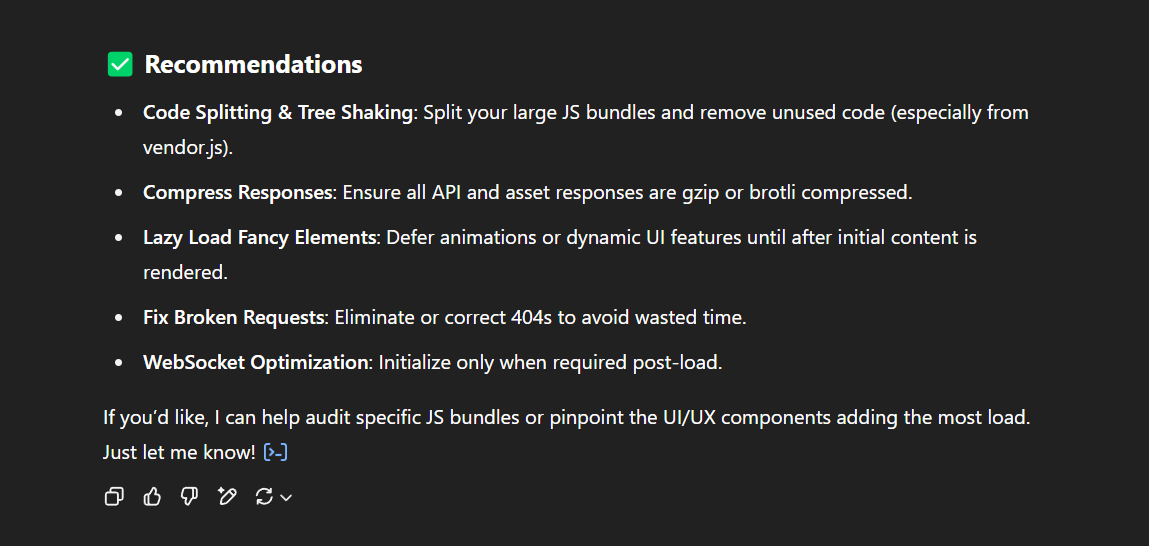 ✅ Recommendations
• Code Splitting & Tree Shaking: Split your large JS bundles and remove unused code (especially from
vendor.js).
• Compress Responses: Ensure all API and asset responses are gzip or brotli compressed.
• Lazy Load Fancy Elements: Defer animations or dynamic UI features until after initial content is
rendered.
• Fix Broken Requests: Eliminate or correct 404s to avoid wasted time.
• WebSocket Optimization: Initialize only when required post-load.
If you’d like, I can help audit specific JS bundles or pinpoint the UI/UX components adding the most load.
Just let me know! [>-]